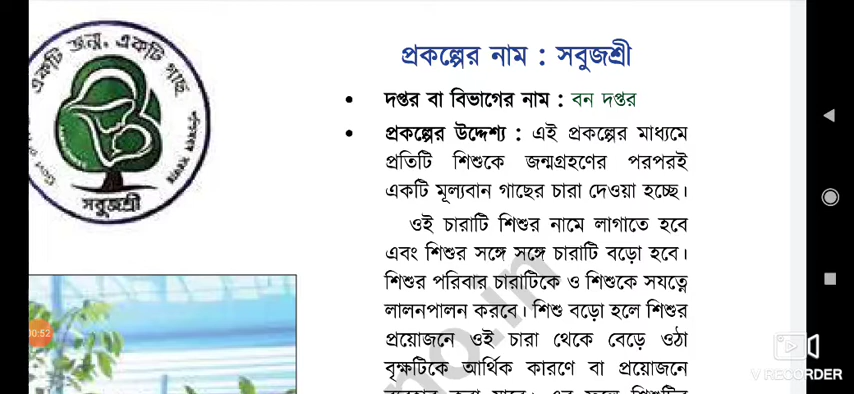 একটি জন্ম, একটি গাছ
সবুজশ্রী
প্রকল্পের নাম : সবুজশ্রী
• দপ্তর বা বিভাগের নাম : বন দপ্তর
• প্রকল্পের উদ্দেশ্য : এই প্রকল্পের মাধ্যমে
প্রতিটি শিশুকে জন্মগ্রহণের পরপরই
একটি মূল্যবান গাছের চারা দেওয়া হচ্ছে।
ওই চারাটি শিশুর নামে লাগাতে হবে
এবং শিশুর সঙ্গে সঙ্গে চারাটি বড়ো হবে।
শিশুর পরিবার চারাটিকে ও শিশুকে সযত্নে
লালনপালন করবে। শিশু বড়ো হলে শিশুর
প্রয়োজনে ওই চারা থেকে বেড়ে ওঠা
বৃক্ষটিকে আর্থিক কারণে বা প্রয়োজনে
00:52
V RECORDER